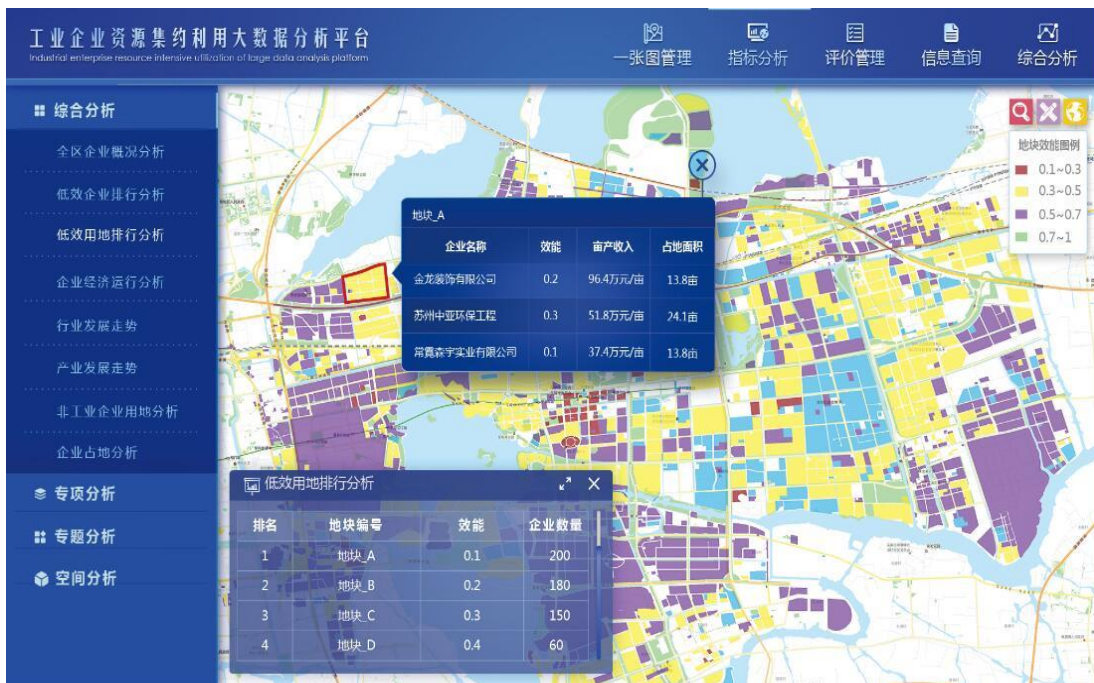 工业企业资源集约利用大数据分析平台
Industrial enterprise resource intensive utilization of large data analysis platform
一张图管理 指标分析 评价管理 信息查询 综合分析
综合分析
全区企业概况分析
低效企业排行分析
低效用地排行分析
企业经济运行分析
行业发展走势
产业发展走势
非工业企业用地分析
企业占地分析
专项分析
专题分析
空间分析
地块效能图例
0.1~0.3
0.3~0.5
0.5~0.7
0.7~1
地块_A
企业名称 效能 亩产收入 占地面积
金龙装饰有限公司 0.2 96.4万元/亩 13.8亩
苏州中亚环保工程 0.3 51.8万元/亩 24.1亩
常霓森宇实业有限公司 0.1 37.4万元/亩 13.8亩
低效用地排行分析
排名 地块编号 效能 企业数量
1 地块_A 0.1 200
2 地块_B 0.2 180
3 地块_C 0.3 150
4 地块_D 0.4 60